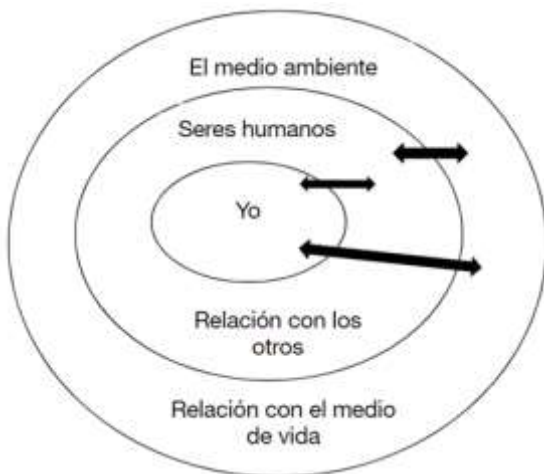 El medio ambiente
Seres humanos
Yo
Relación con los
otros
Relación con el medio
de vida